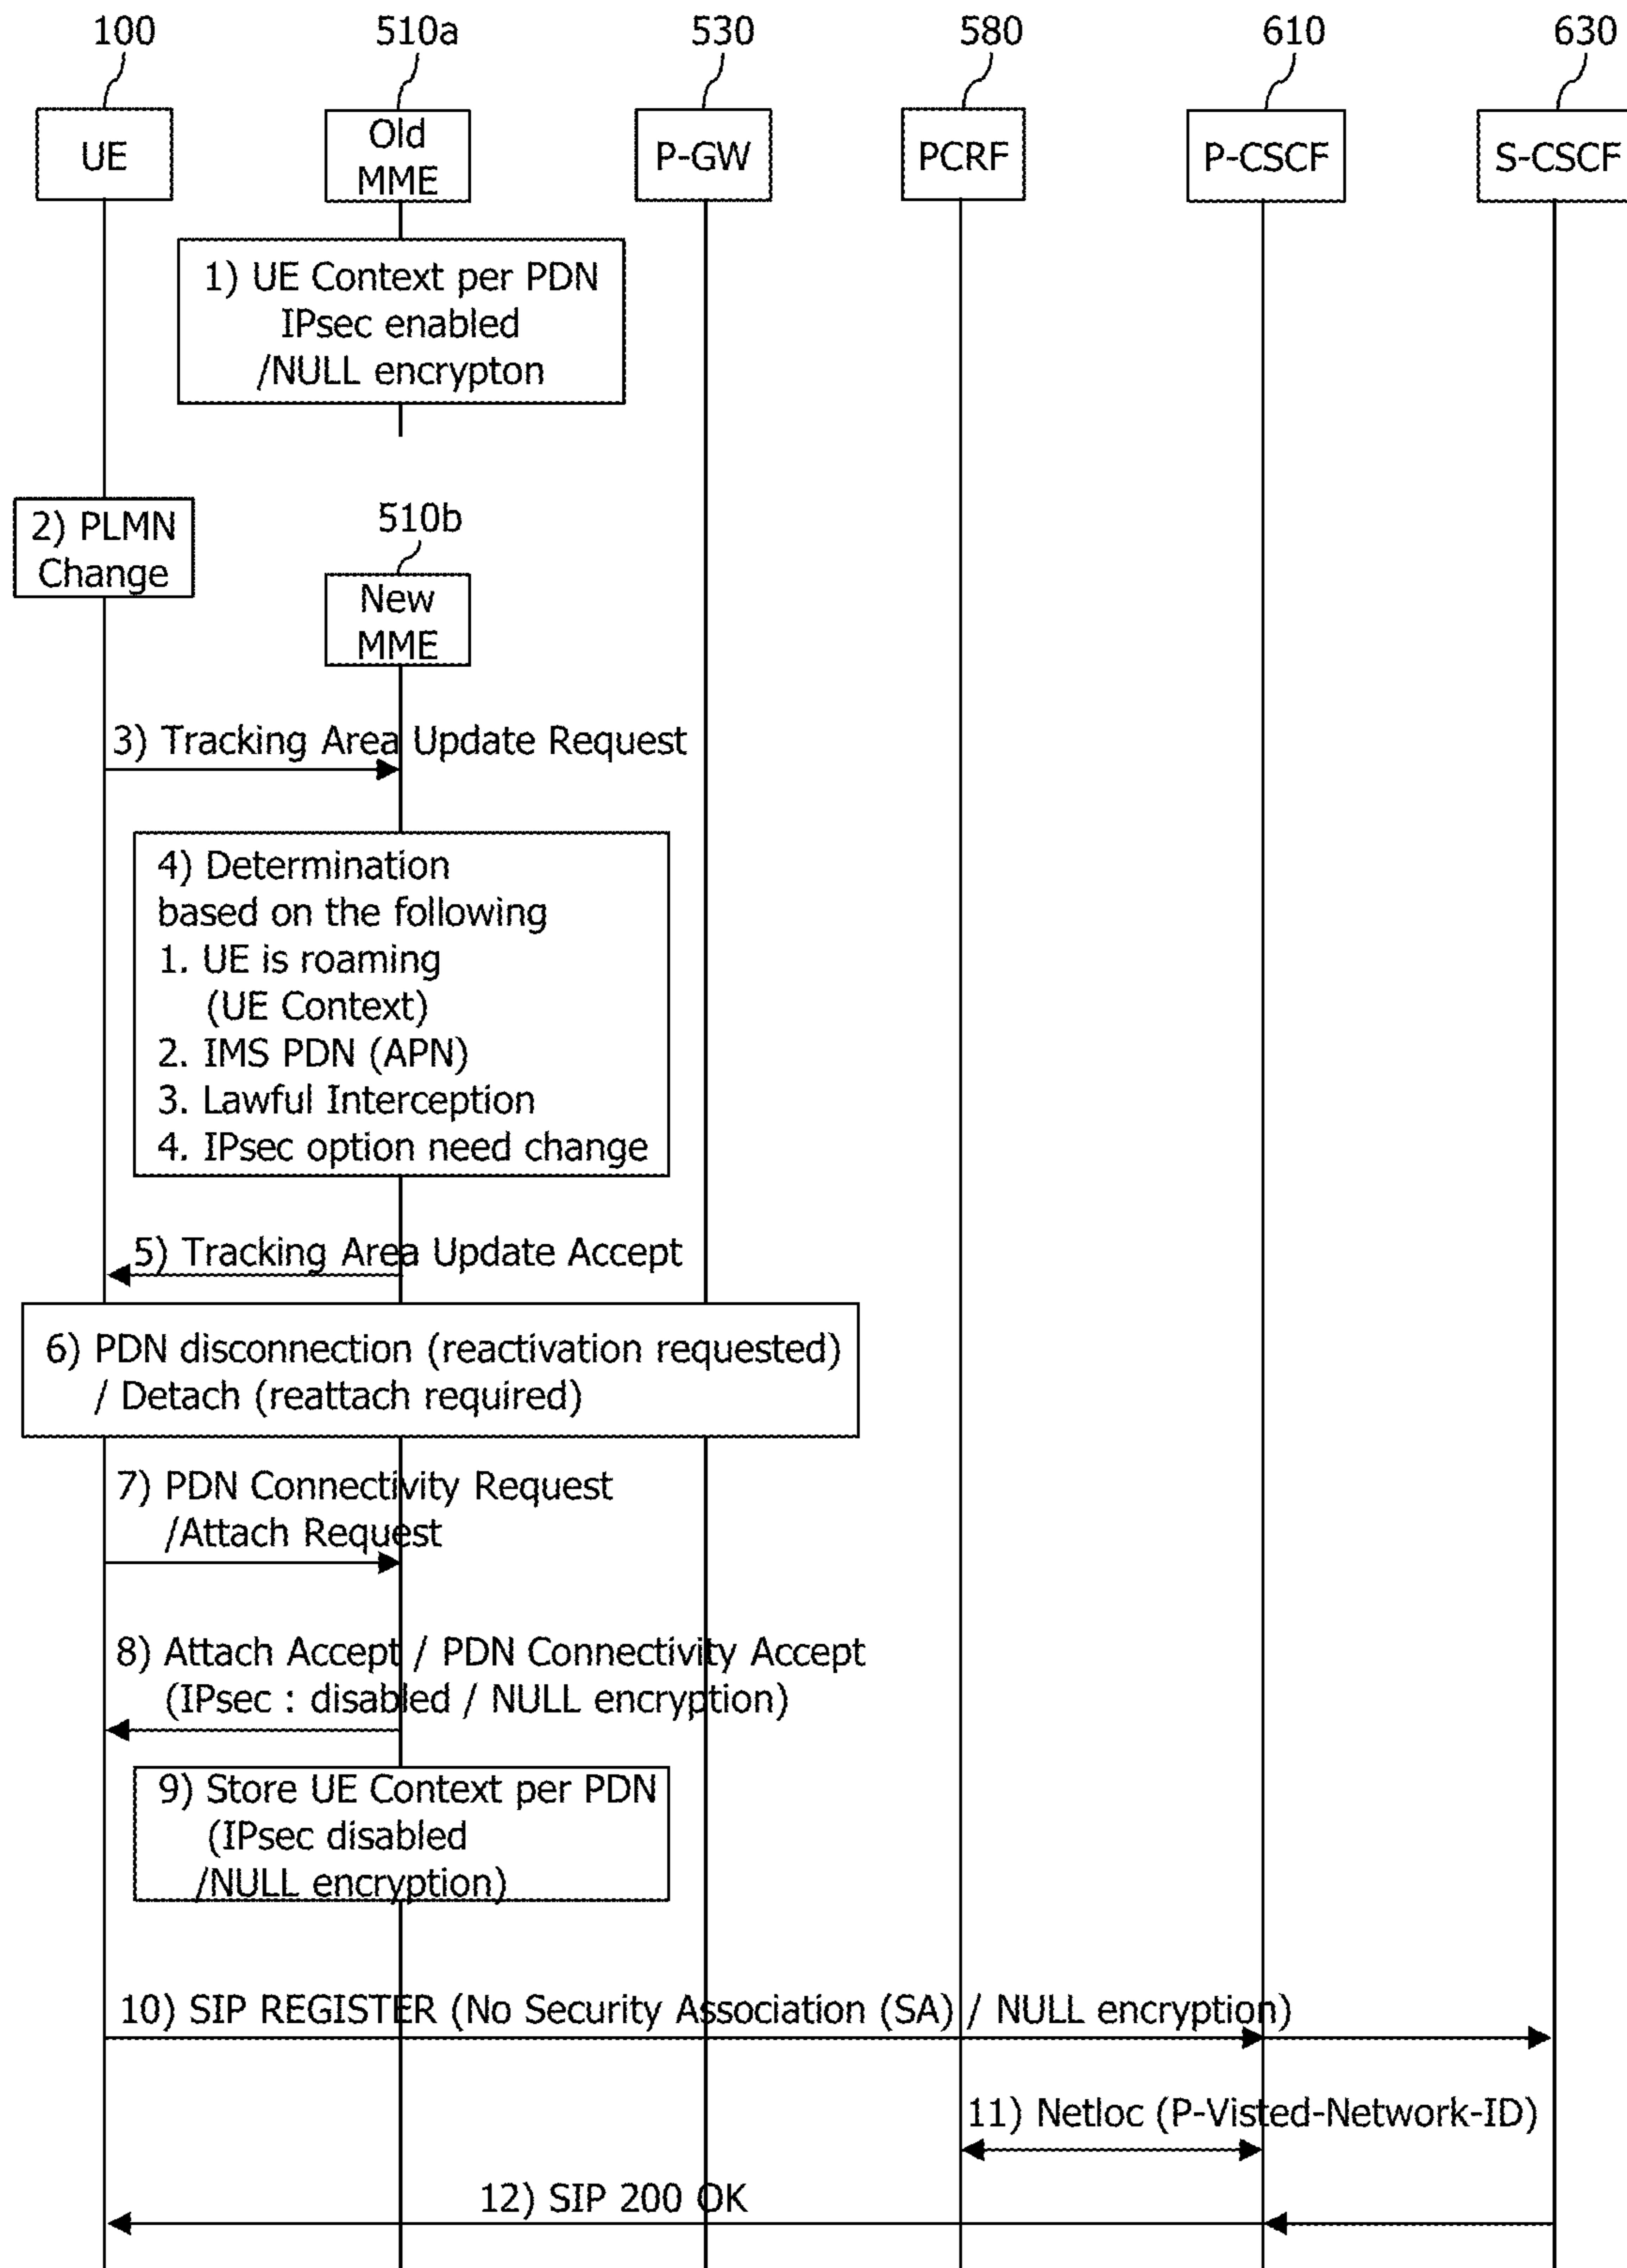 100
510a
530
580
610
630
UE
Old
MME
P-GW
PCRF
P-CSCF
S-CSCF
1) UE Context per PDN
IPsec enabled
/NULL encrypton
2) PLMN
Change
510b
New
MME
3) Tracking Area Update Request
4) Determination
based on the following
1. UE is roaming
(UE Context)
2. IMS PDN (APN)
3. Lawful Interception
4. IPsec option need change
5) Tracking Area Update Accept
6) PDN disconnection (reactivation requested)
/ Detach (reattach required)
7) PDN Connectivity Request
/Attach Request
8) Attach Accept / PDN Connectivity Accept
(IPsec : disabled / NULL encryption)
9) Store UE Context per PDN
(IPsec disabled
/NULL encryption)
10) SIP REGISTER (No Security Association (SA) / NULL encryption)
11) Netloc (P-Visted-Network-ID)
12) SIP 200 OK